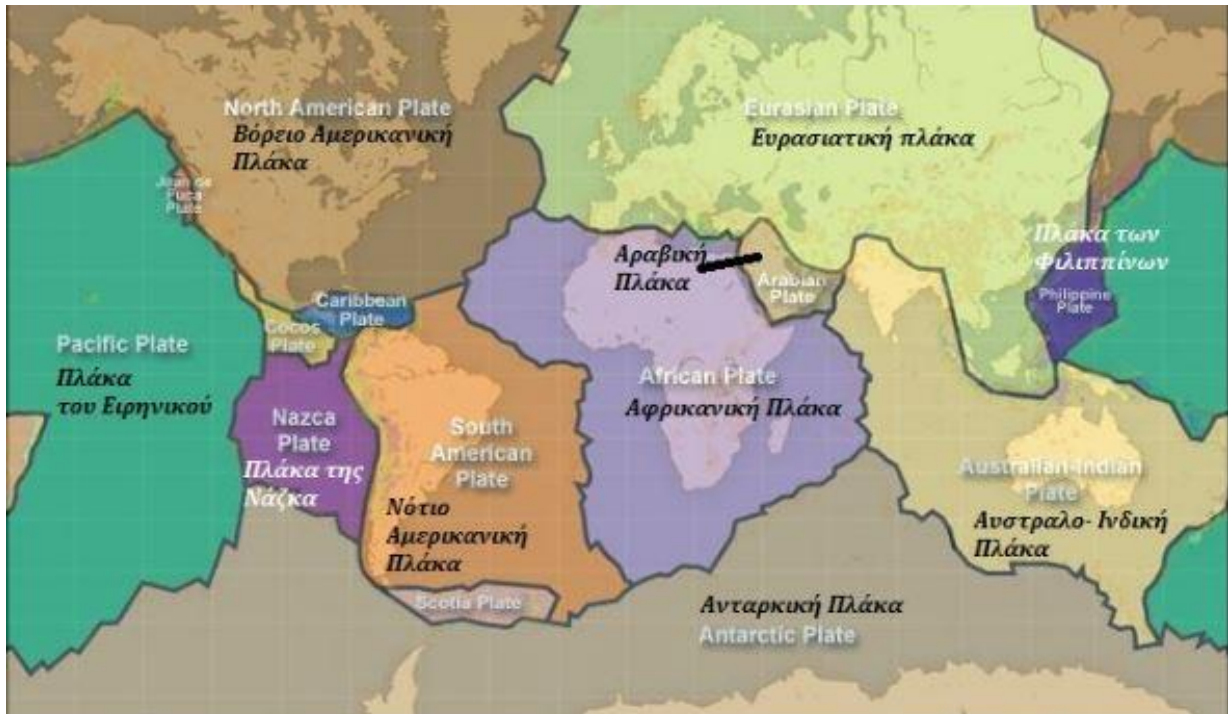 North American Plate
Βόρειο Αμερικανική
Πλάκα
Eurasian Plate
Ευρασιατική πλάκα
Juan de
Fuca
Plate
Πλάκα των
Φιλιππίνων
Philippine
Plate
Αραβική
Πλάκα
Arabian
Plate
Caribbean
Plate
Cocos
Plate
Pacific Plate
Πλάκα
του Ειρηνικού
African Plate
Αφρικανική Πλάκα
Nazca
Plate
Πλάκα της
Νάζκα
South
American
Plate
Νότιο
Αμερικανική
Πλάκα
Australian-Indian
Plate
Αυστραλο- Ινδική
Πλάκα
Scotia Plate
Ανταρκική Πλάκα
Antarctic Plate